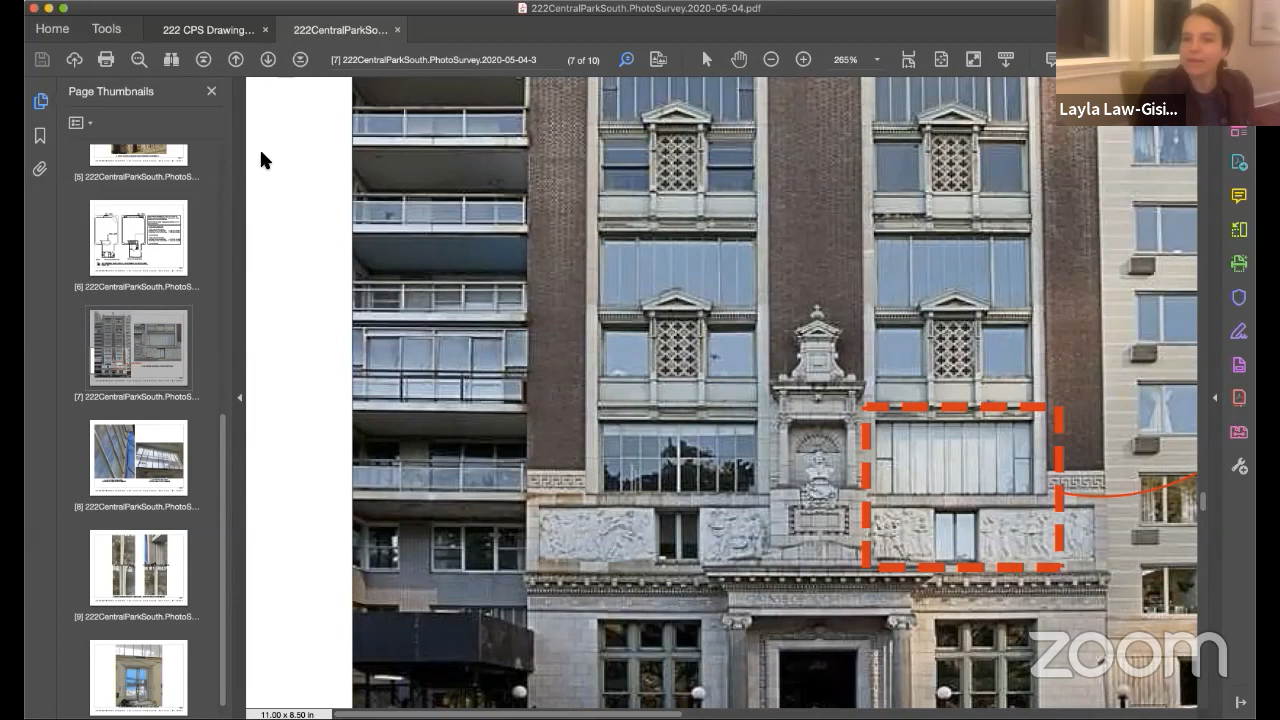 222CentralParkSouth.PhotoSurvey.2020-05-04.pdf
Home
Tools
222 CPS Drawing...
×
222CentralParkSo...
×
[7] 222CentralParkSouth.PhotoSurvey.2020-05-04-3
(7 of 10)
265%
Layla Law-Gisi...
Page Thumbnails
[5] 222CentralParkSouth.PhotoS...
[6] 222CentralParkSouth.PhotoS...
[7] 222CentralParkSouth.PhotoS...
[8] 222CentralParkSouth.PhotoS...
[9] 222CentralParkSouth.PhotoS...
11.00 x 8.50 in
zoom